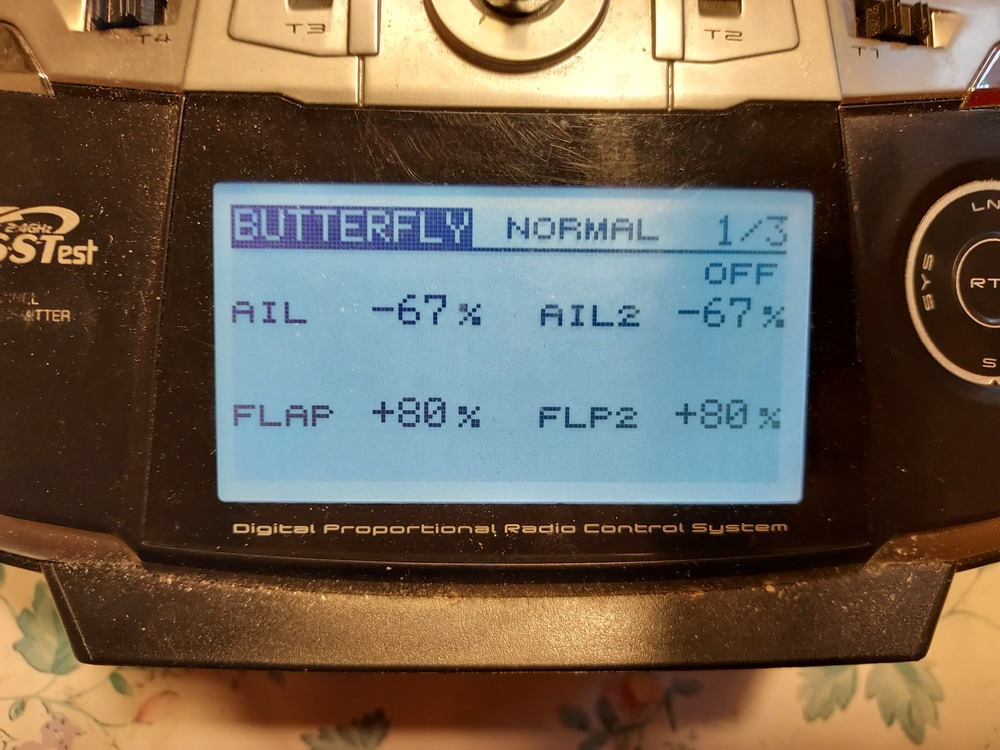 T4 T3 T2 T1
BUTTERFLY NORMAL 1/3
OFF
AIL -67% AIL2 -67%
FLAP +80% FLP2 +80%
2.4GHz
SSTest
TTER
LN
SYS
RT
S
Digital Proportional Radio Control System